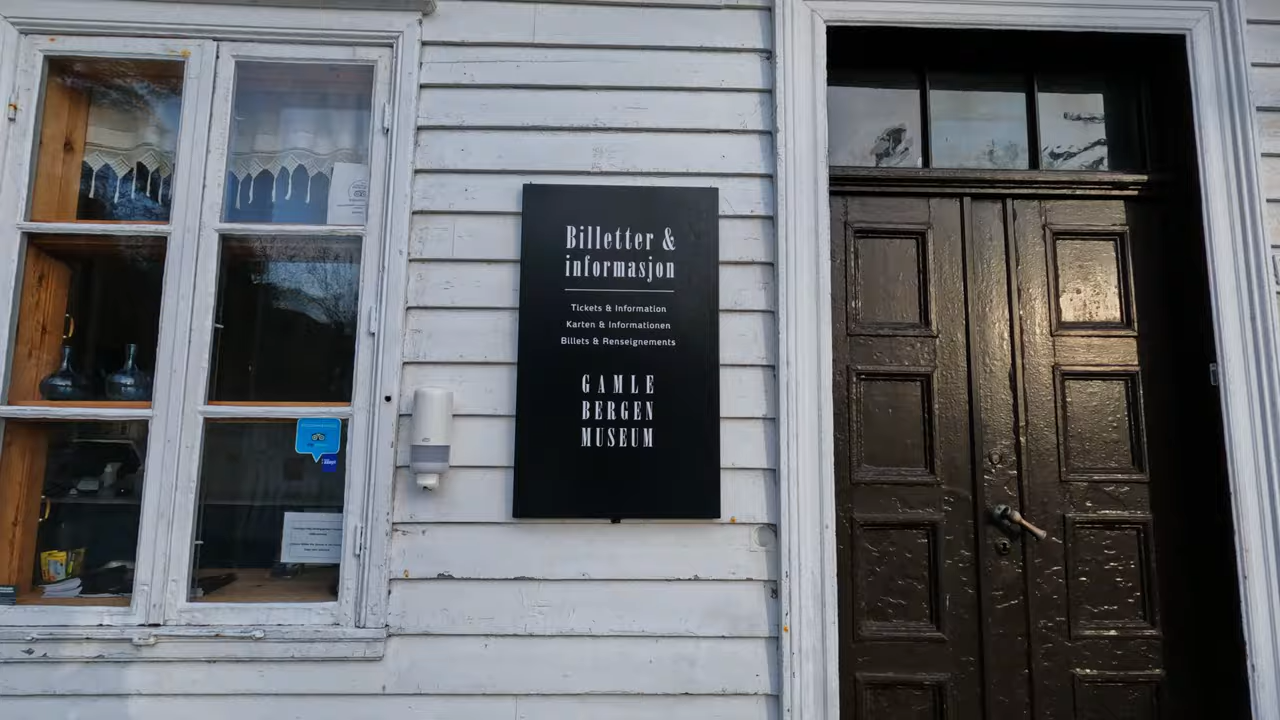 Billetter &
informasjon
Tickets & Information
Karten & Informationen
Billets & Renseignements
GAMLE
BERGEN
MUSEUM